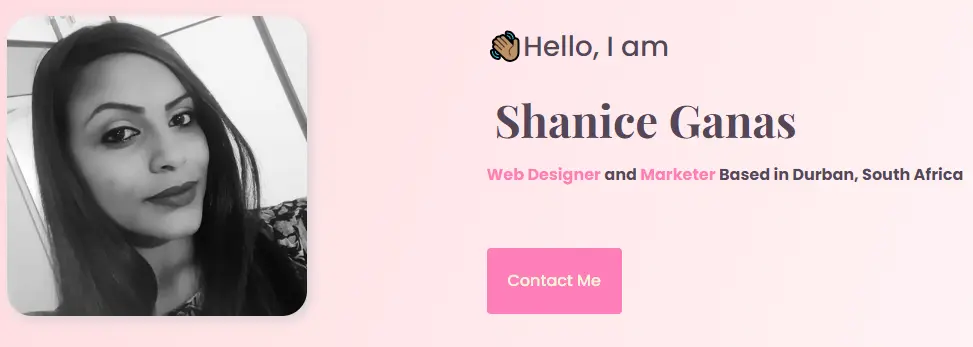 Hello, I am
Shanice Ganas
Web Designer and Marketer Based in Durban, South Africa
Contact Me